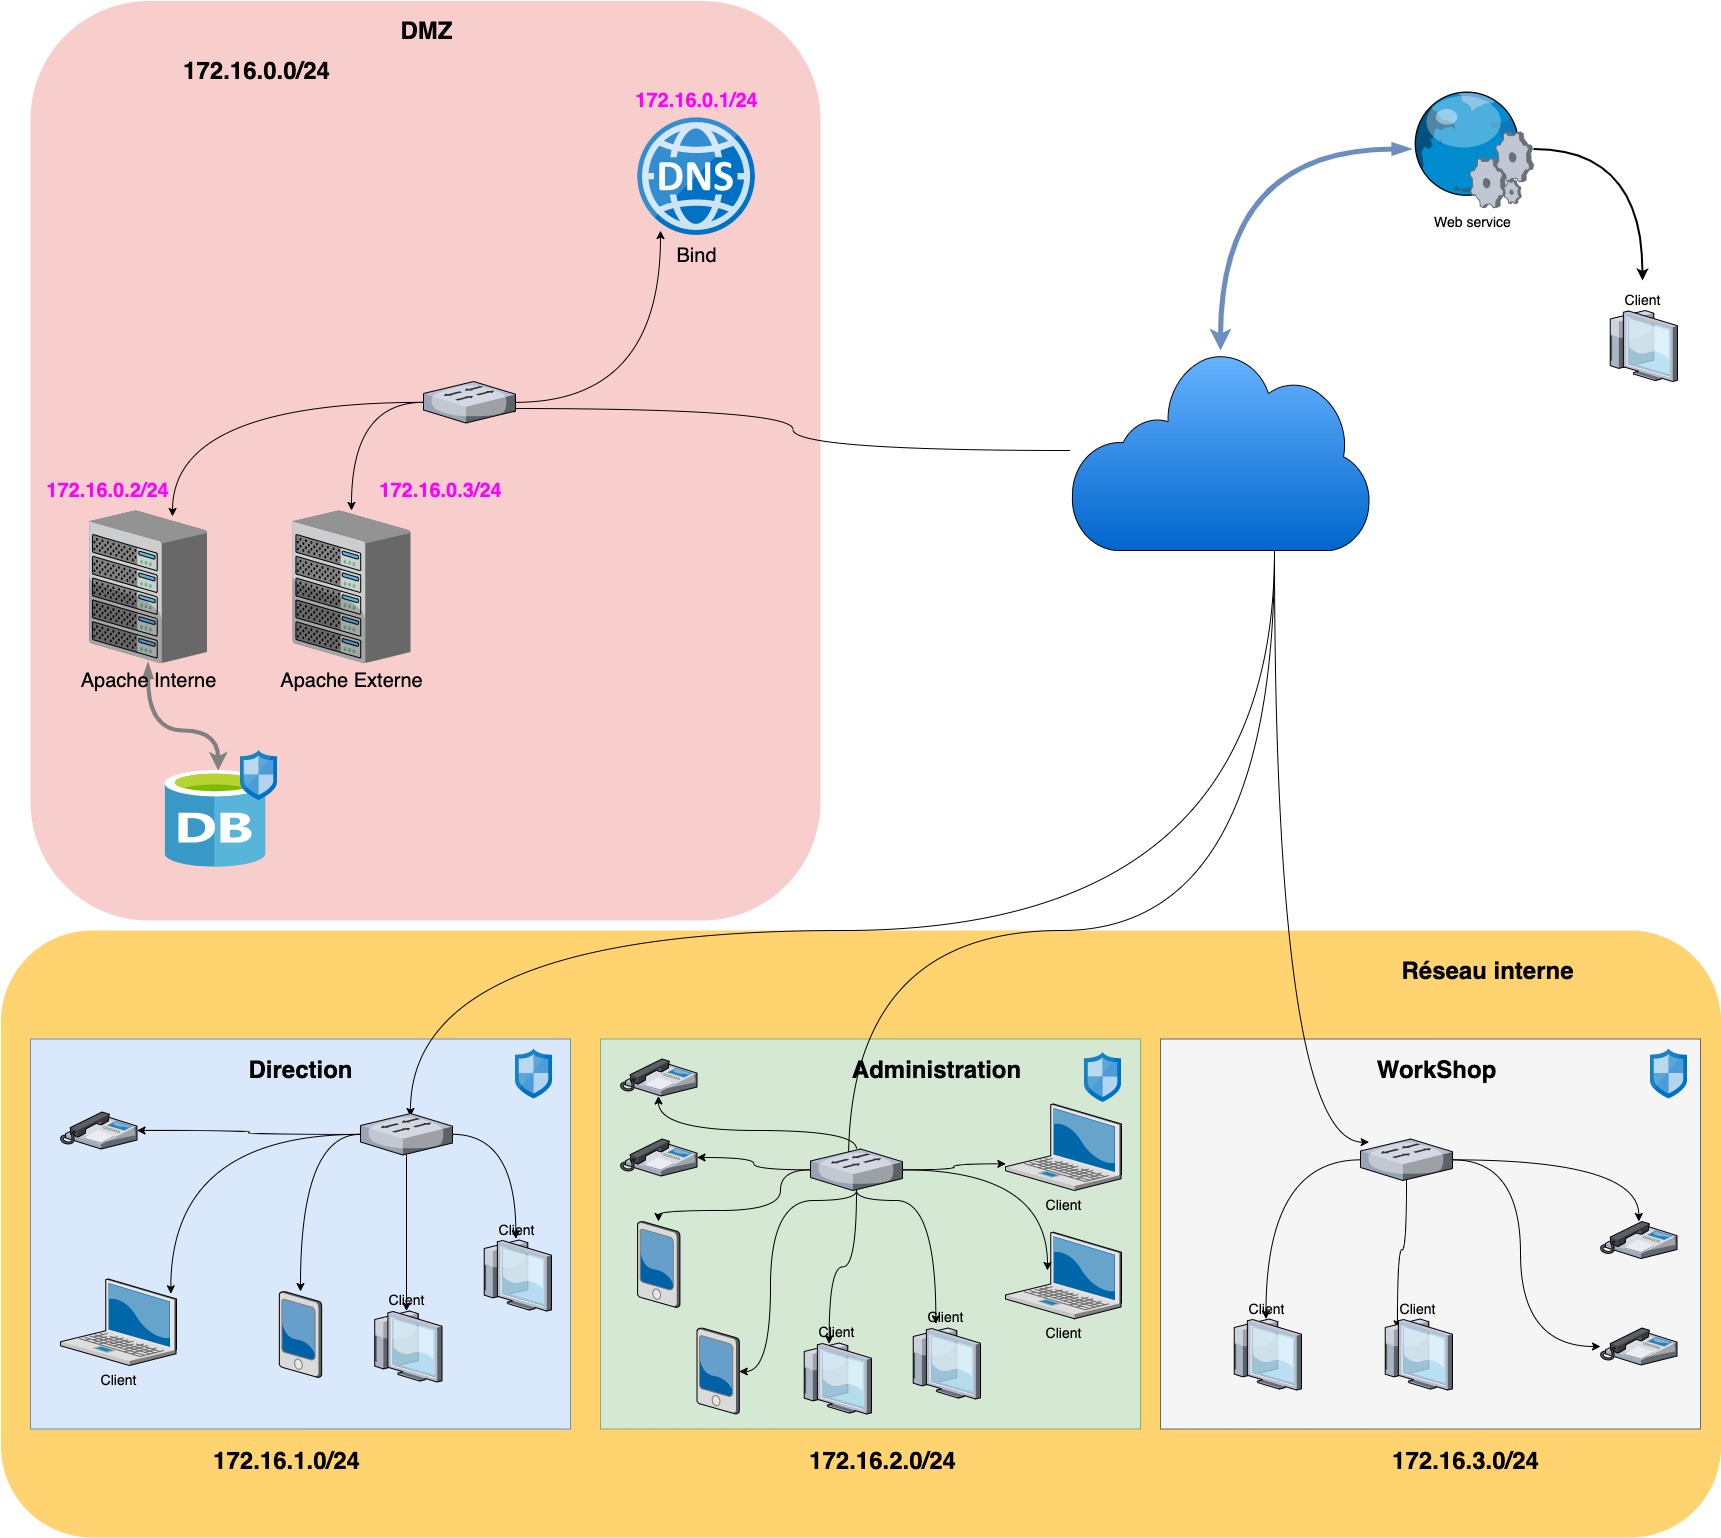 DMZ
172.16.0.0/24
172.16.0.1/24
DNS
Bind
Web service
Client
172.16.0.2/24
172.16.0.3/24
Apache Interne
Apache Externe
DB
Réseau interne
Direction
Client
Client
Client
172.16.1.0/24
Administration
Client
Client
Client
Client
172.16.2.0/24
WorkShop
Client
Client
172.16.3.0/24